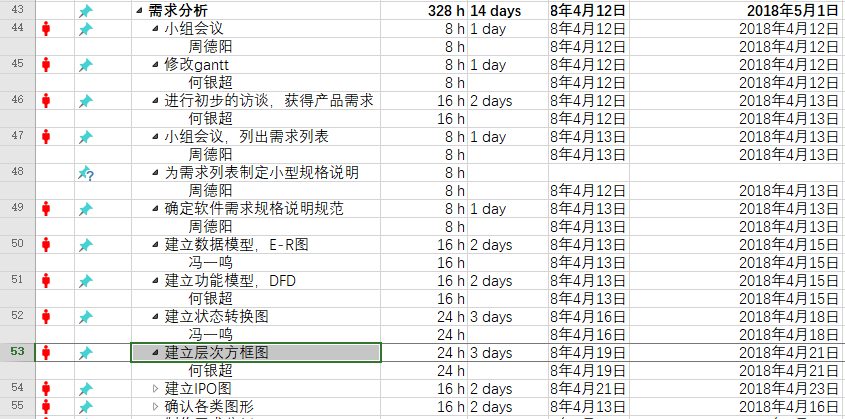 43 需求分析 328 h 14 days 8年4月12日 2018年5月1日
44 小组会议 8 h 1 day 8年4月12日 2018年4月12日
周德阳 8 h 8年4月12日 2018年4月12日
45 修改gantt 8 h 1 day 8年4月12日 2018年4月12日
何银超 8 h 8年4月12日 2018年4月12日
46 进行初步的访谈，获得产品需求 16 h 2 days 8年4月12日 2018年4月13日
何银超 16 h 8年4月12日 2018年4月13日
47 小组会议，列出需求列表 8 h 1 day 8年4月13日 2018年4月13日
周德阳 8 h 8年4月13日 2018年4月13日
48 为需求列表制定小型规格说明 8 h
周德阳 8 h 8年4月12日 2018年4月13日
49 确定软件需求规格说明规范 8 h 1 day 8年4月13日 2018年4月13日
周德阳 8 h 8年4月13日 2018年4月13日
50 建立数据模型，E-R图 16 h 2 days 8年4月14日 2018年4月15日
冯一鸣 16 h 8年4月14日 2018年4月15日
51 建立功能模型，DFD 16 h 2 days 8年4月14日 2018年4月15日
何银超 16 h 8年4月14日 2018年4月15日
52 建立状态转换图 24 h 3 days 8年4月16日 2018年4月18日
冯一鸣 24 h 8年4月16日 2018年4月18日
53 建立层次方框图 24 h 3 days 8年4月19日 2018年4月21日
何银超 24 h 8年4月19日 2018年4月21日
54 建立IPO图 16 h 2 days 8年4月21日 2018年4月23日
55 确认各类图形 16 h 2 days 8年4月13日 2018年4月16日